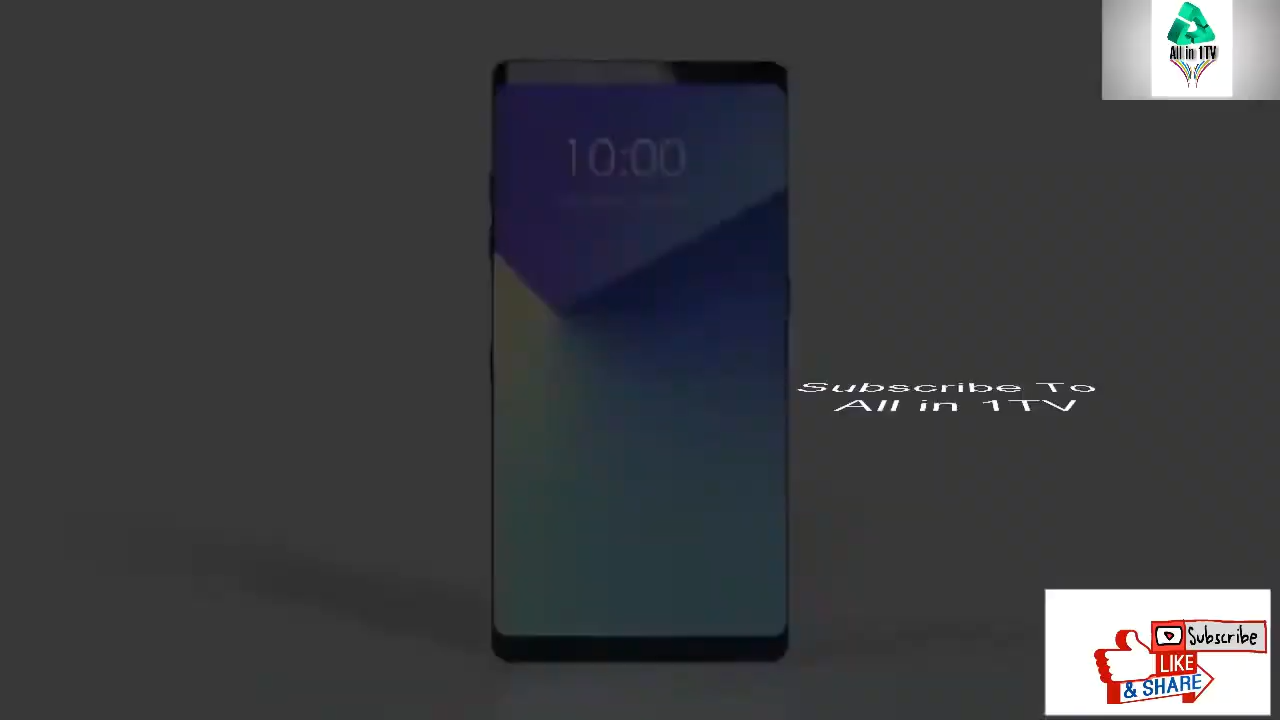 All in 1TV
10:00
Subscribe To
All in 1TV
Subscribe
LIKE
& SHARE